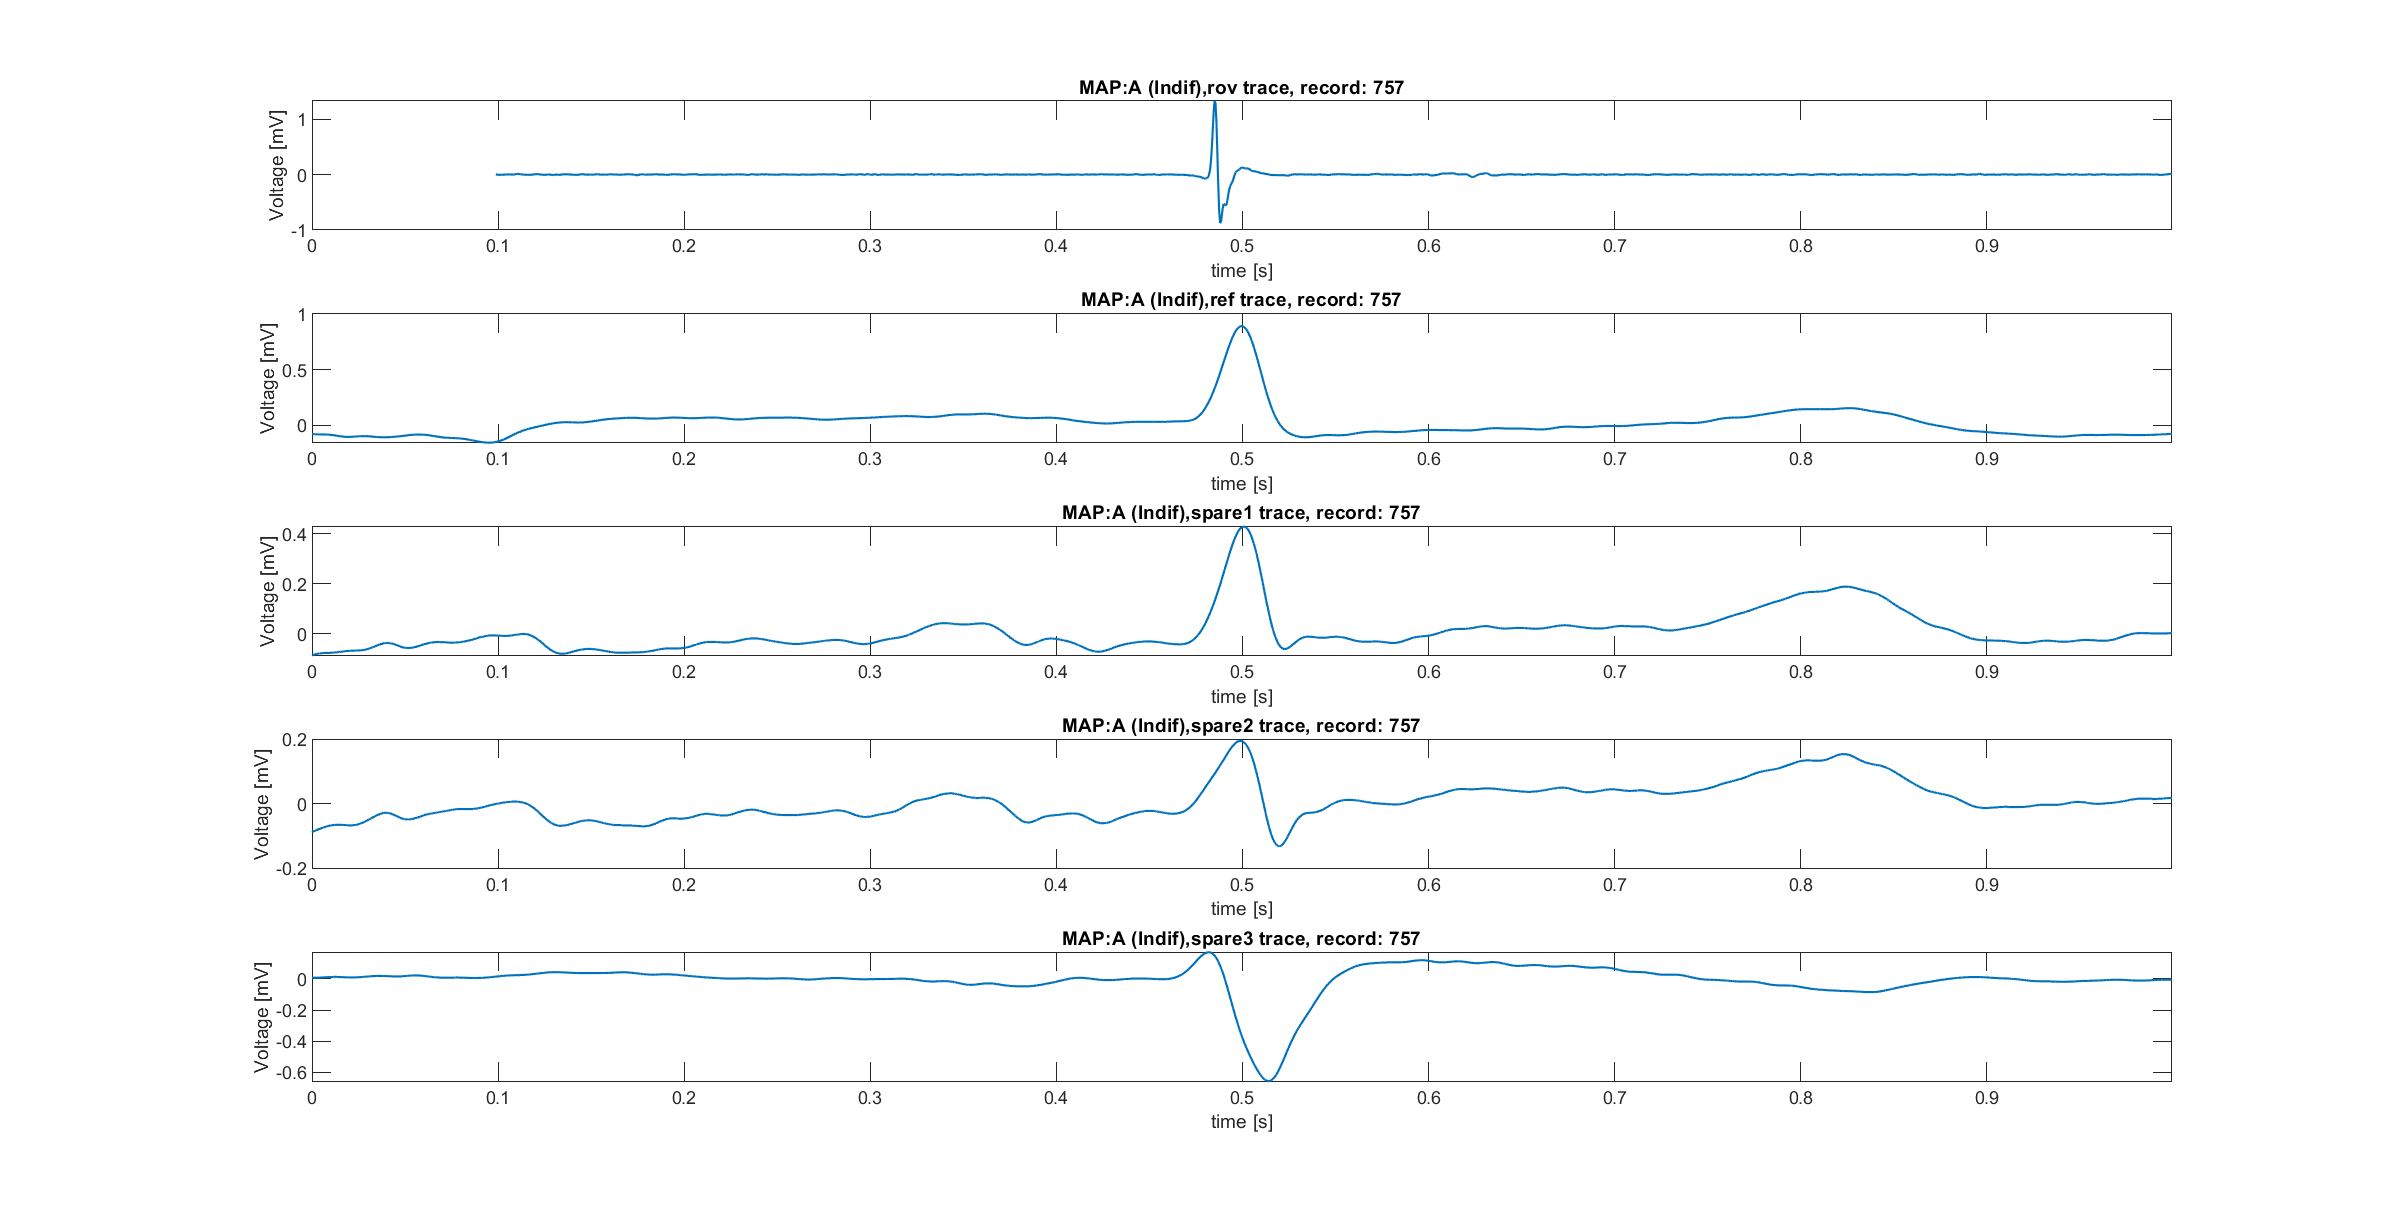 MAP:A (Indif),rov trace, record: 757
Voltage [mV]
1
0
-1
0 0.1 0.2 0.3 0.4 0.5 0.6 0.7 0.8 0.9
time [s]
MAP:A (Indif),ref trace, record: 757
Voltage [mV]
1
0.5
0
0 0.1 0.2 0.3 0.4 0.5 0.6 0.7 0.8 0.9
time [s]
MAP:A (Indif),spare1 trace, record: 757
Voltage [mV]
0.4
0.2
0
0 0.1 0.2 0.3 0.4 0.5 0.6 0.7 0.8 0.9
time [s]
MAP:A (Indif),spare2 trace, record: 757
Voltage [mV]
0.2
0
-0.2
0 0.1 0.2 0.3 0.4 0.5 0.6 0.7 0.8 0.9
time [s]
MAP:A (Indif),spare3 trace, record: 757
Voltage [mV]
0
-0.2
-0.4
-0.6
0 0.1 0.2 0.3 0.4 0.5 0.6 0.7 0.8 0.9
time [s]